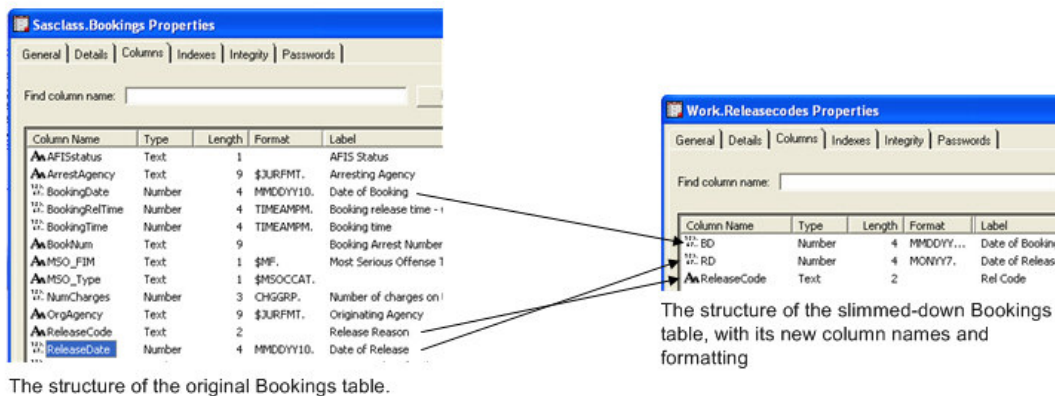 Sasclass.Bookings Properties
General Details Columns Indexes Integrity Passwords
Find column name:
Column Name Type Length Format Label
AFISstatus Text 1 AFIS Status
ArrestAgency Text 9 $JURFMT. Arresting Agency
BookingDate Number 4 MMDDYY10. Date of Booking
BookingRelTime Number 4 TIMEAMPM. Booking release time -
BookingTime Number 4 TIMEAMPM. Booking time
BookNum Text 9 Booking Arrest Number
MSO_FIM Text 1 $MF. Most Serious Offense
MSO_Type Text 1 $MSOCCAT.
NumCharges Number 3 CHGGRP. Number of charges on
OrgAgency Text 9 $JURFMT. Originating Agency
ReleaseCode Text 2 Release Reason
ReleaseDate Number 4 MMDDYY10. Date of Release
The structure of the original Bookings table.
Work.Releasecodes Properties
General Details Columns Indexes Integrity Passwords
Find column name:
Column Name Type Length Format Label
BD Number 4 MMDDYY... Date of Booking
RD Number 4 MONYY7. Date of Releas
ReleaseCode Text 2 Rel Code
The structure of the slimmed-down Bookings
table, with its new column names and
formatting